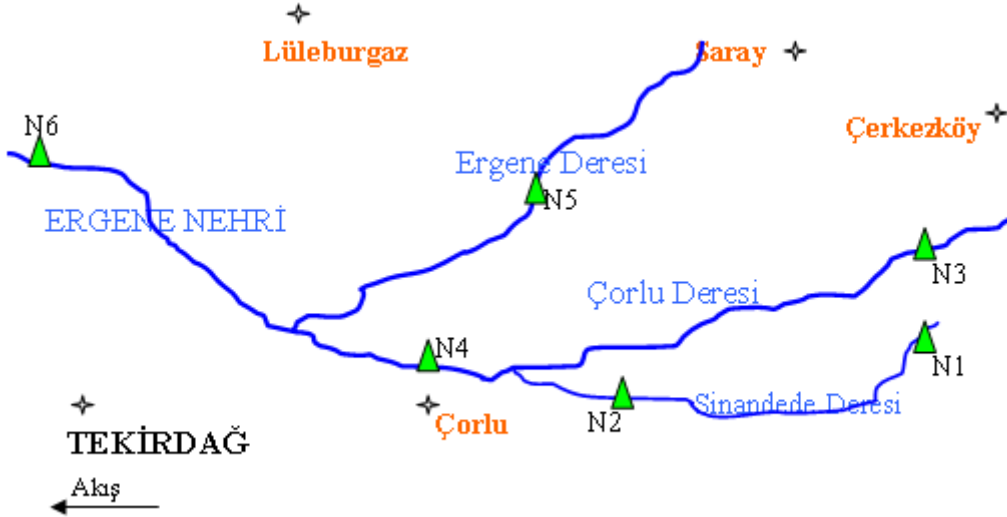 Lüleburgaz
Saray
Çerkezköy
N6
Ergene Deresi
N5
ERGENE NEHRİ
N3
Çorlu Deresi
N4
N1
Sinandede Deresi
N2
Çorlu
TEKİRDAĞ
Akış